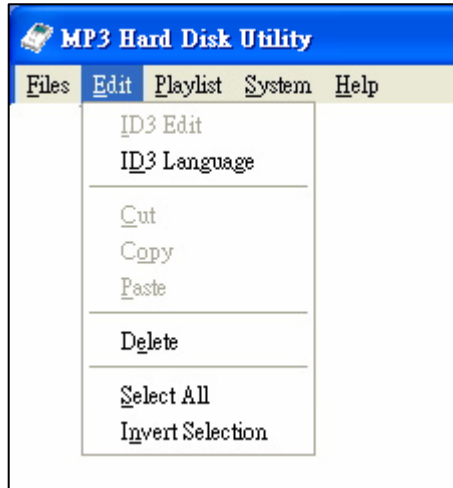 MP3 Hard Disk Utility
Files Edit Playlist System Help
ID3 Edit
ID3 Language
Cut
Copy
Paste
Delete
Select All
Invert Selection